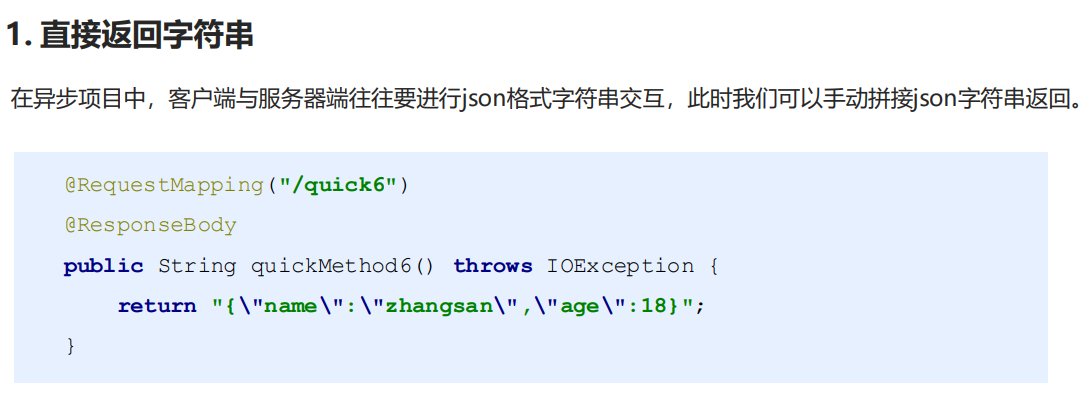 1. 直接返回字符串
在异步项目中，客户端与服务器端往往要进行json格式字符串交互，此时我们可以手动拼接json字符串返回。
@RequestMapping("/quick6")
@ResponseBody
public String quickMethod6() throws IOException {
    return "{\"name\":\"zhangsan\",\"age\":18}";
}